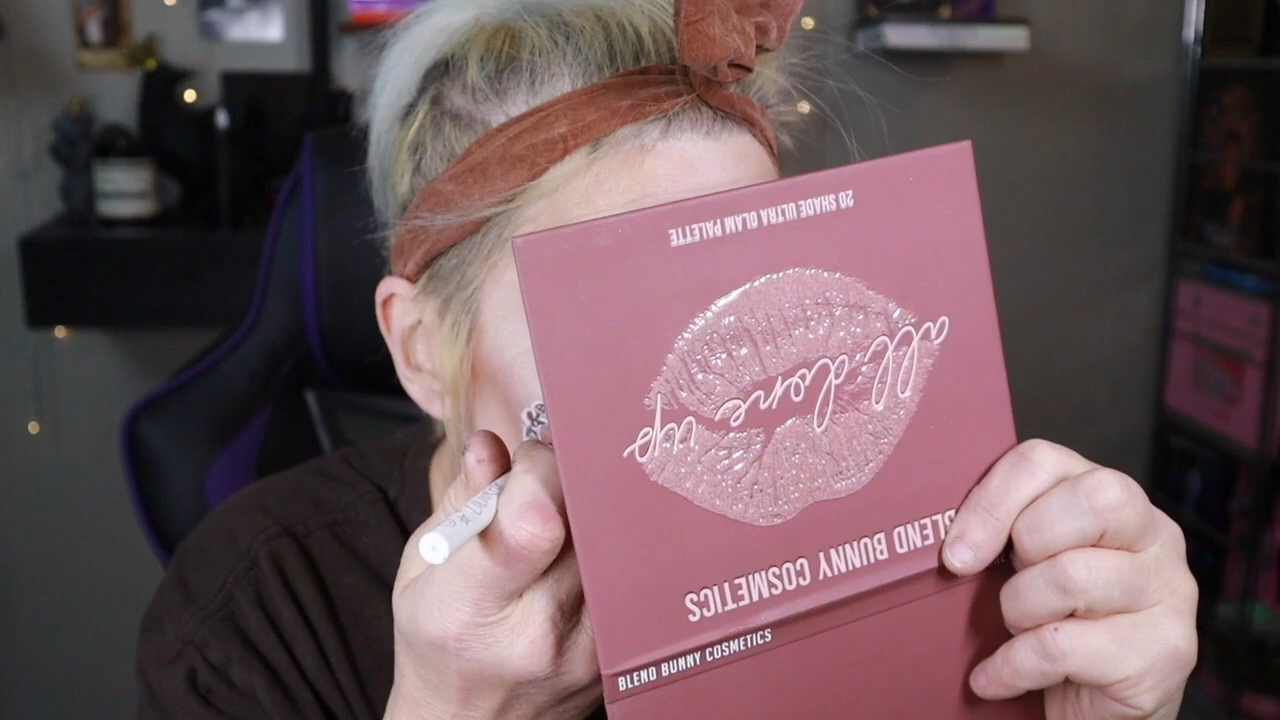 20 SHADE ULTRA GLAM PALETTE
all done up
BLEND BUNNY COSMETICS
BLEND BUNNY COSMETICS